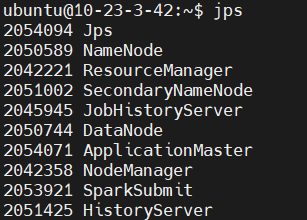 ubuntu@10-23-3-42:~$ jps
2054094 Jps
2050589 NameNode
2042221 ResourceManager
2051002 SecondaryNameNode
2045945 JobHistoryServer
2050744 DataNode
2054071 ApplicationMaster
2042358 NodeManager
2053921 SparkSubmit
2051425 HistoryServer